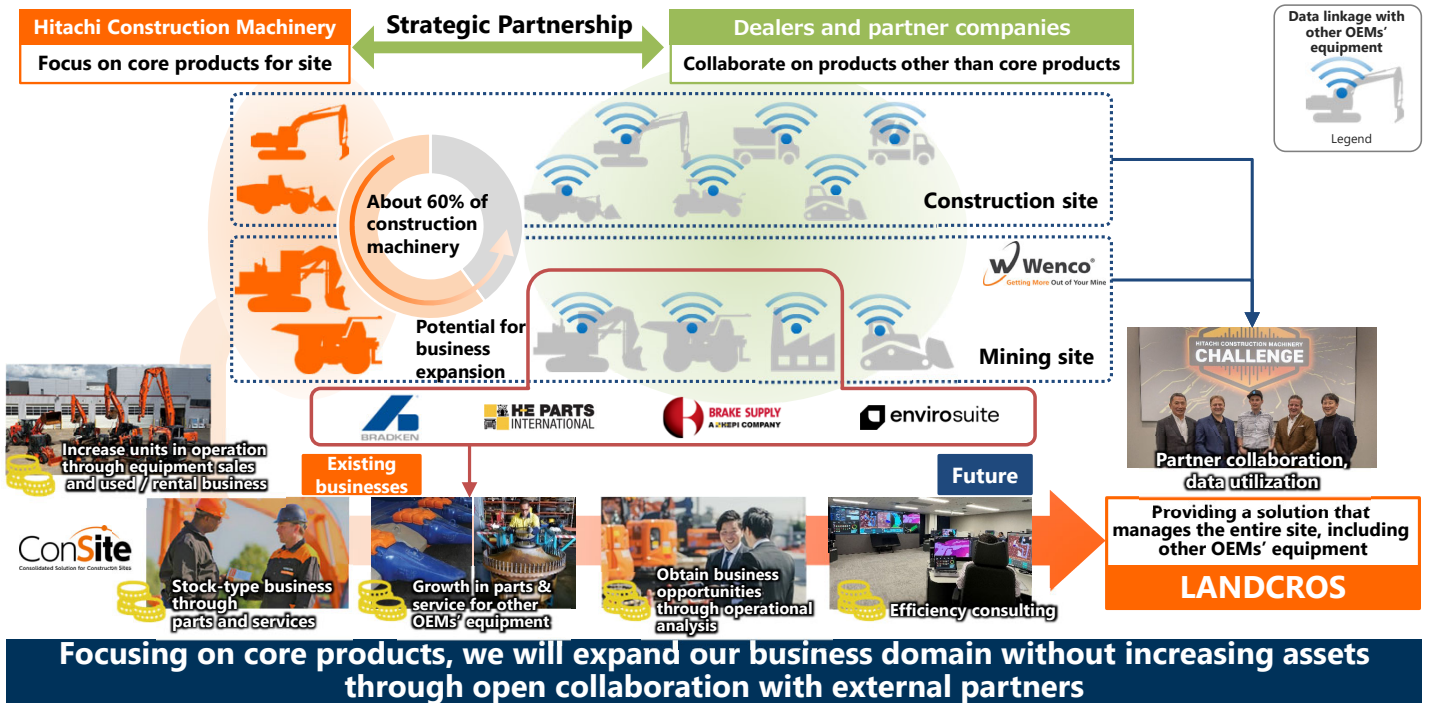 Hitachi Construction Machinery
Focus on core products for site
Strategic Partnership
Dealers and partner companies
Collaborate on products other than core products
Data linkage with
other OEMs'
equipment
Legend
About 60% of
construction
machinery
Construction site
Potential for
business
expansion
Wenco®
Getting More Out of Your Mine
Mining site
BRADKEN
H-E PARTS
INTERNATIONAL
BRAKE SUPPLY
A H-E PI COMPANY
envirosuite
HITACHI CONSTRUCTION MACHINERY
CHALLENGE
Partner collaboration,
data utilization
Increase units in operation
through equipment sales
and used / rental business
Existing
businesses
Future
ConSite
Consolidated Solution for Constructin Sites
Stock-type business
through
parts and services
Growth in parts &
service for other
OEMs' equipment
Obtain business
opportunities
through operational
analysis
Efficiency consulting
Providing a solution that
manages the entire site, including
other OEMs' equipment
LANDCROS
Focusing on core products, we will expand our business domain without increasing assets
through open collaboration with external partners